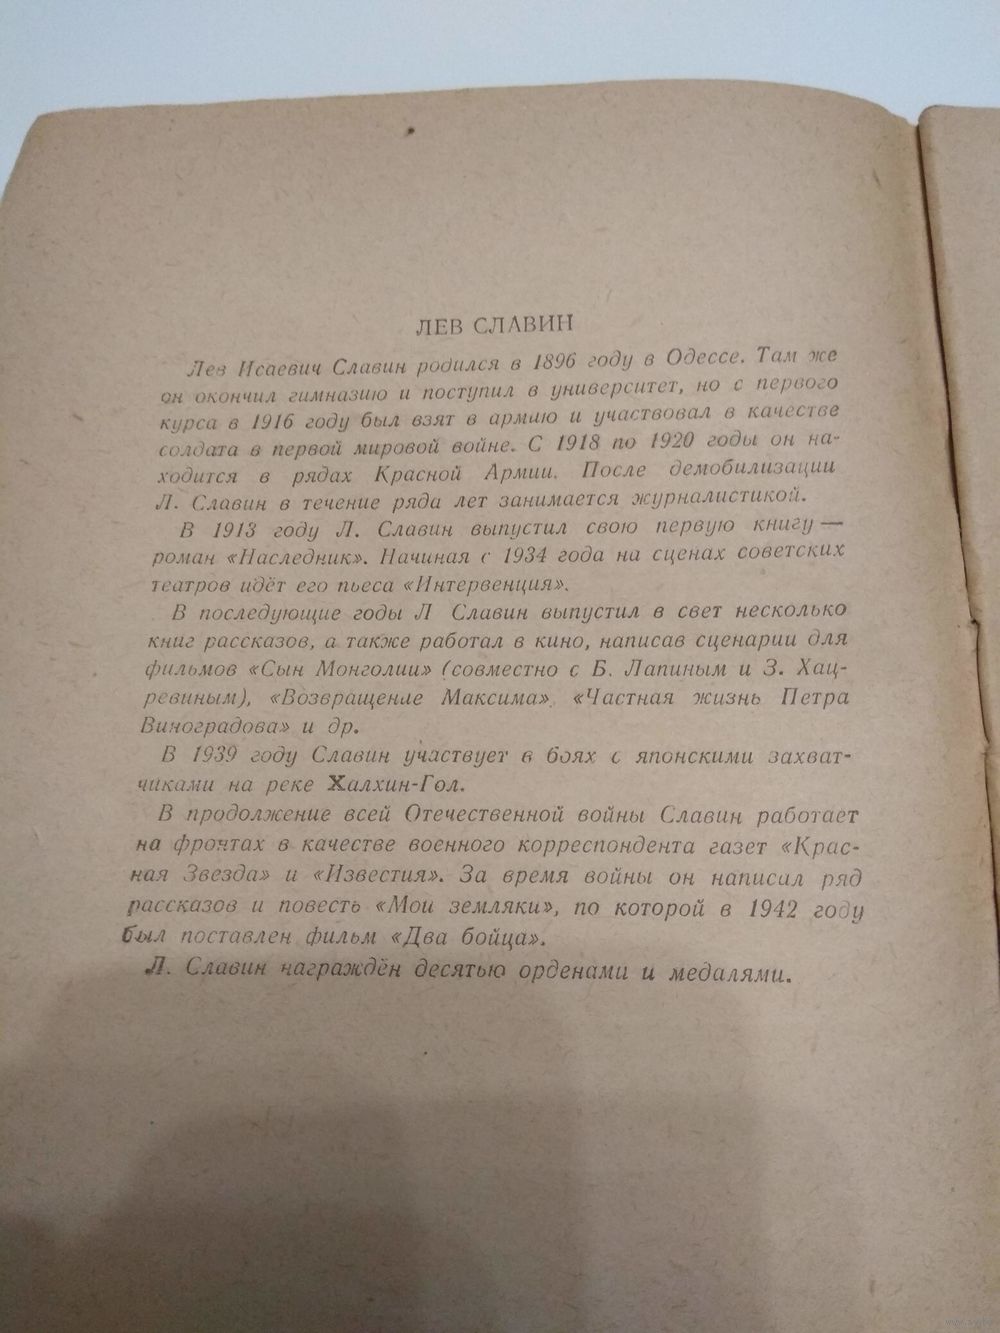 ЛЕВ СЛАВИН
Лев Исаевич Славин родился в 1896 году в Одессе. Там же
он окончил гимназию и поступил в университет, но с первого
курса в 1916 году был взят в армию и участвовал в качестве
солдата в первой мировой войне. С 1918 по 1920 годы он на-
ходится в рядах Красной Армии. После демобилизации
Л. Славин в течение ряда лет занимается журналистикой.
В 1913 году Л. Славин выпустил свою первую книгу —
роман «Наследник». Начиная с 1934 года на сценах советских
театров идёт его пьеса «Интервенция».
В последующие годы Л Славин выпустил в свет несколько
книг рассказов, а также работал в кино, написав сценарии для
фильмов «Сын Монголии» (совместно с Б. Лапиным и З. Хац-
ревиным), «Возвращение Максима», «Частная жизнь Петра
Виноградова» и др.
В 1939 году Славин участвует в боях с японскими захват-
чиками на реке Халхин-Гол.
В продолжение всей Отечественной войны Славин работает
на фронтах в качестве военного корреспондента газет «Крас-
ная Звезда» и «Известия». За время войны он написал ряд
рассказов и повесть «Мои земляки», по которой в 1942 году
был поставлен фильм «Два бойца».
Л. Славин награждён десятью орденами и медалями.